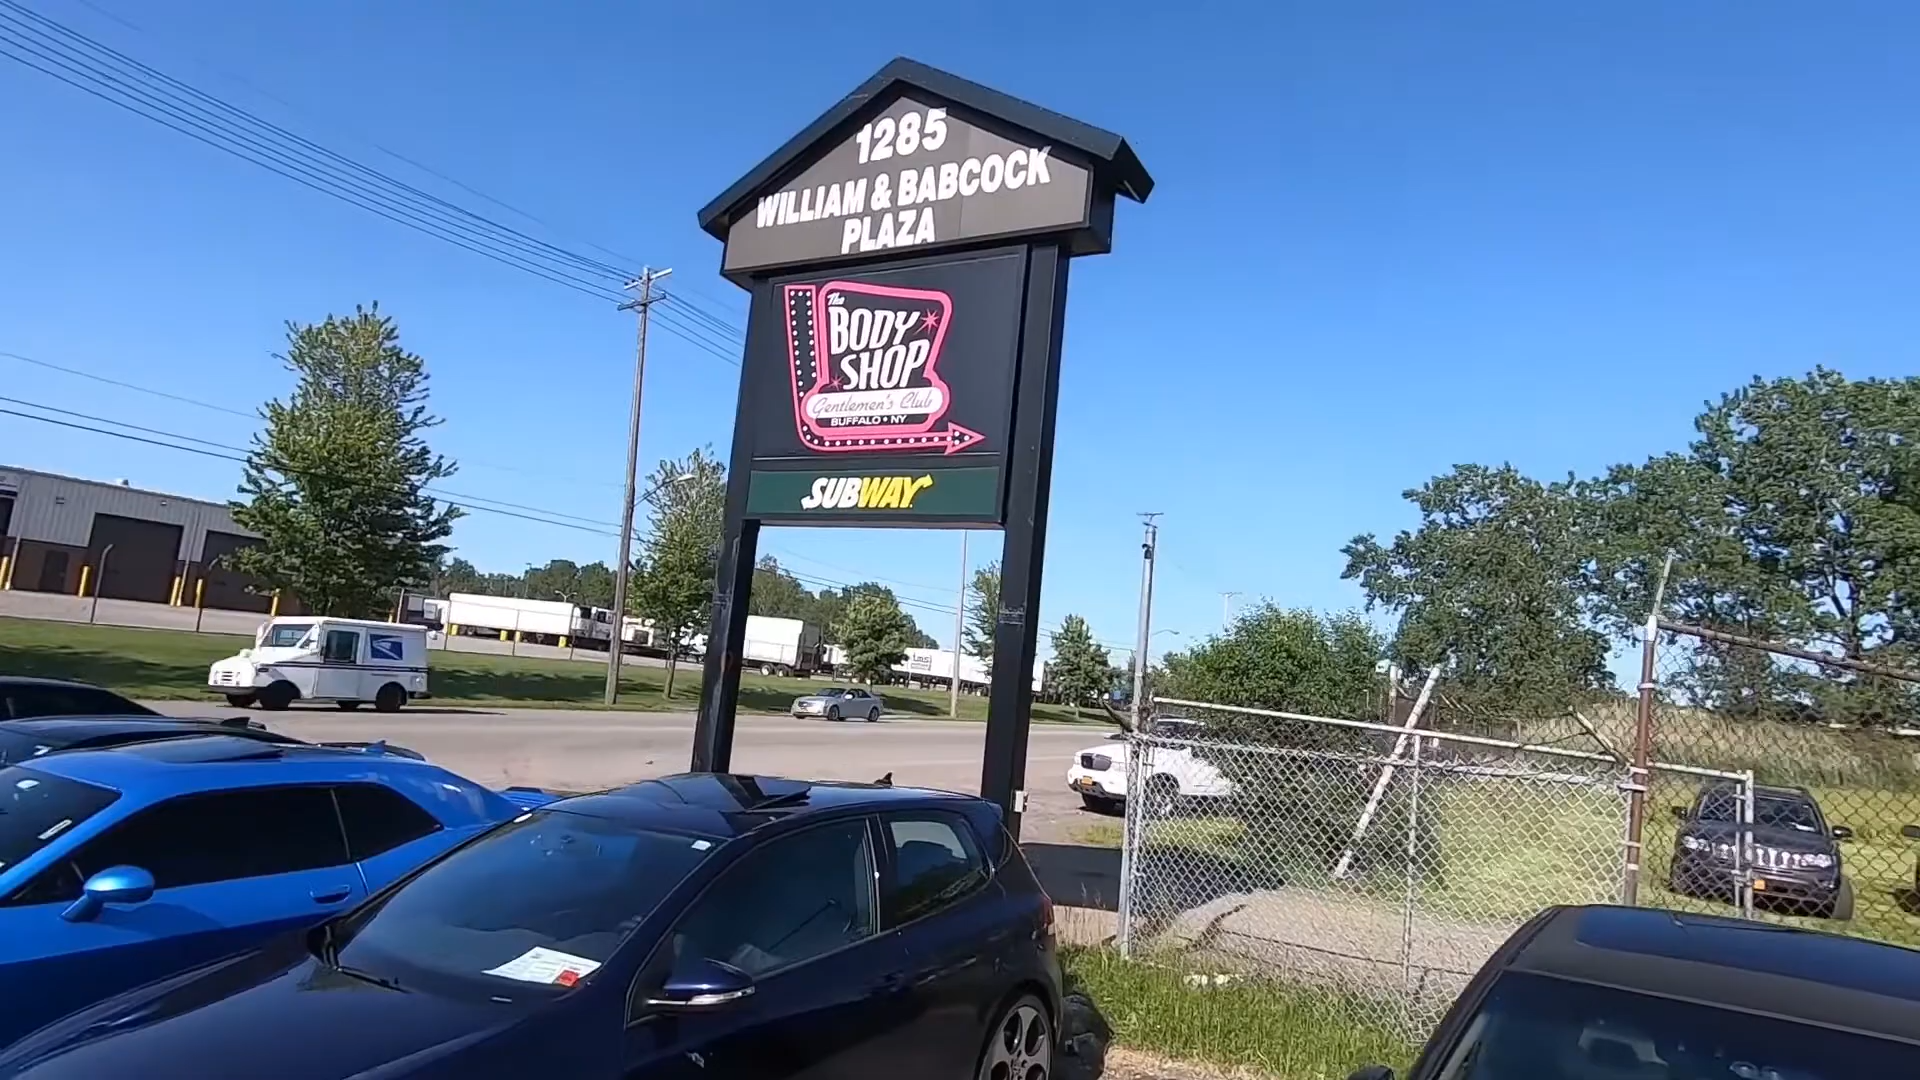 1285
WILLIAM & BABCOCK
PLAZA
The
BODY
SHOP
Gentlemen's Club
BUFFALO • NY
SUBWAY